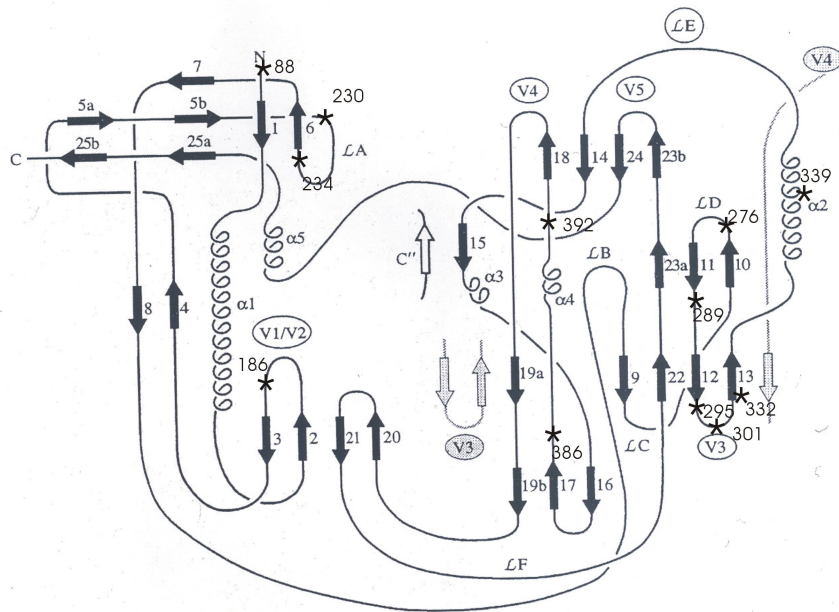 LE
V4
N
88
7
230
5a
5b
1
6
V4
V5
C
25b
25a
LA
18
14
24
23b
234
339
α2
LD
276
392
α5
15
C''
LB
α3
α4
23a
11
10
8
4
α1
289
V1/V2
186
19a
9
22
12
13
295
332
3
2
21
20
V3
386
LC
301
V3
19b
17
16
LF